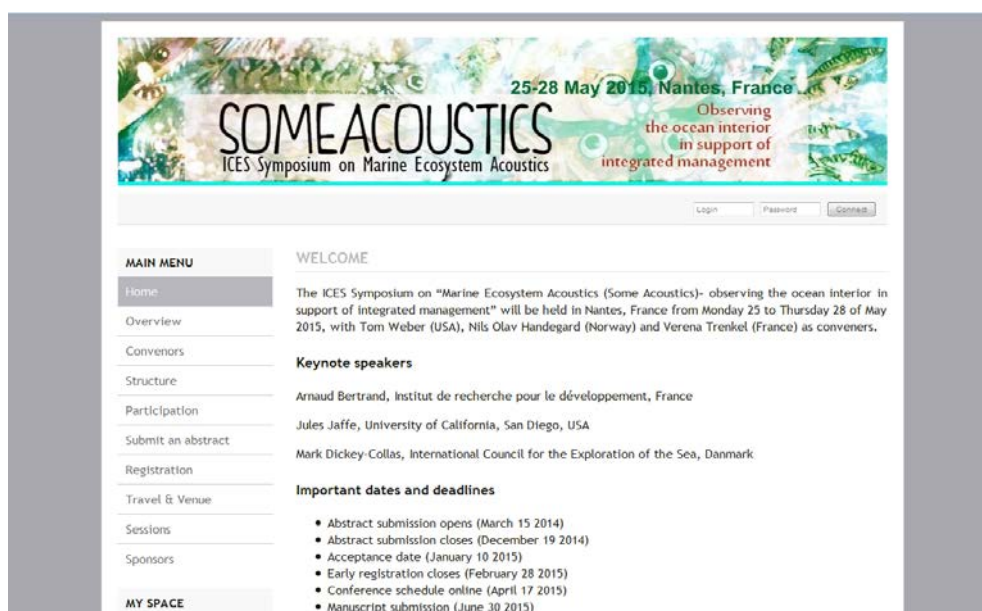 25-28 May 2015, Nantes, France
SOMEACOUSTICS
ICES Symposium on Marine Ecosystem Acoustics
Observing
the ocean interior
in support of
integrated management
Login
Password
Connect
MAIN MENU
Home
Overview
Convenors
Structure
Participation
Submit an abstract
Registration
Travel & Venue
Sessions
Sponsors
MY SPACE
WELCOME
The ICES Symposium on “Marine Ecosystem Acoustics (Some Acoustics)- observing the ocean interior in
support of integrated management” will be held in Nantes, France from Monday 25 to Thursday 28 of May
2015, with Tom Weber (USA), Nils Olav Handegard (Norway) and Verena Trenkel (France) as conveners.
Keynote speakers
Arnaud Bertrand, Institut de recherche pour le développement, France
Jules Jaffe, University of California, San Diego, USA
Mark Dickey-Collas, International Council for the Exploration of the Sea, Danmark
Important dates and deadlines
• Abstract submission opens (March 15 2014)
• Abstract submission closes (December 19 2014)
• Acceptance date (January 10 2015)
• Early registration closes (February 28 2015)
• Conference schedule online (April 17 2015)
• Manuscript submission (June 30 2015)